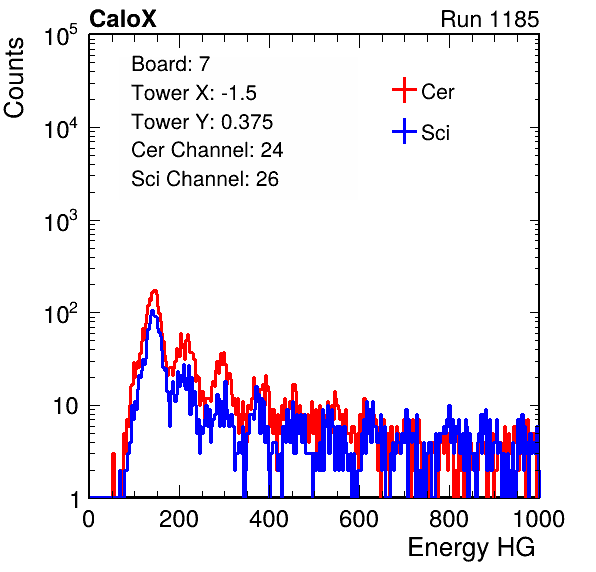 CaloX Run 1185
Counts
Board: 7
Tower X: -1.5
Tower Y: 0.375
Cer Channel: 24
Sci Channel: 26
Cer
Sci
10^5
10^4
10^3
10^2
10
1
0 200 400 600 800 1000
Energy HG